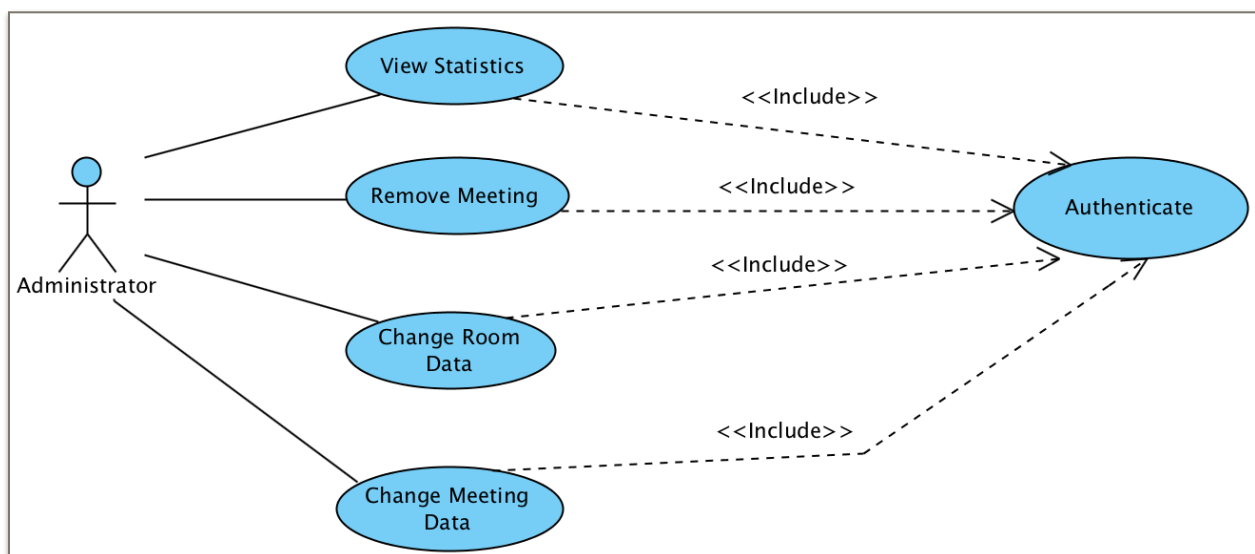 View Statistics
<<Include>>
Remove Meeting
<<Include>>
Authenticate
Administrator
<<Include>>
Change Room
Data
<<Include>>
Change Meeting
Data